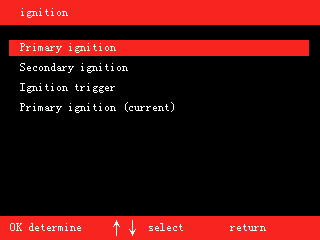 ignition
Primary ignition
Secondary ignition
Ignition trigger
Primary ignition (current)
OK determine ↑ ↓ select return